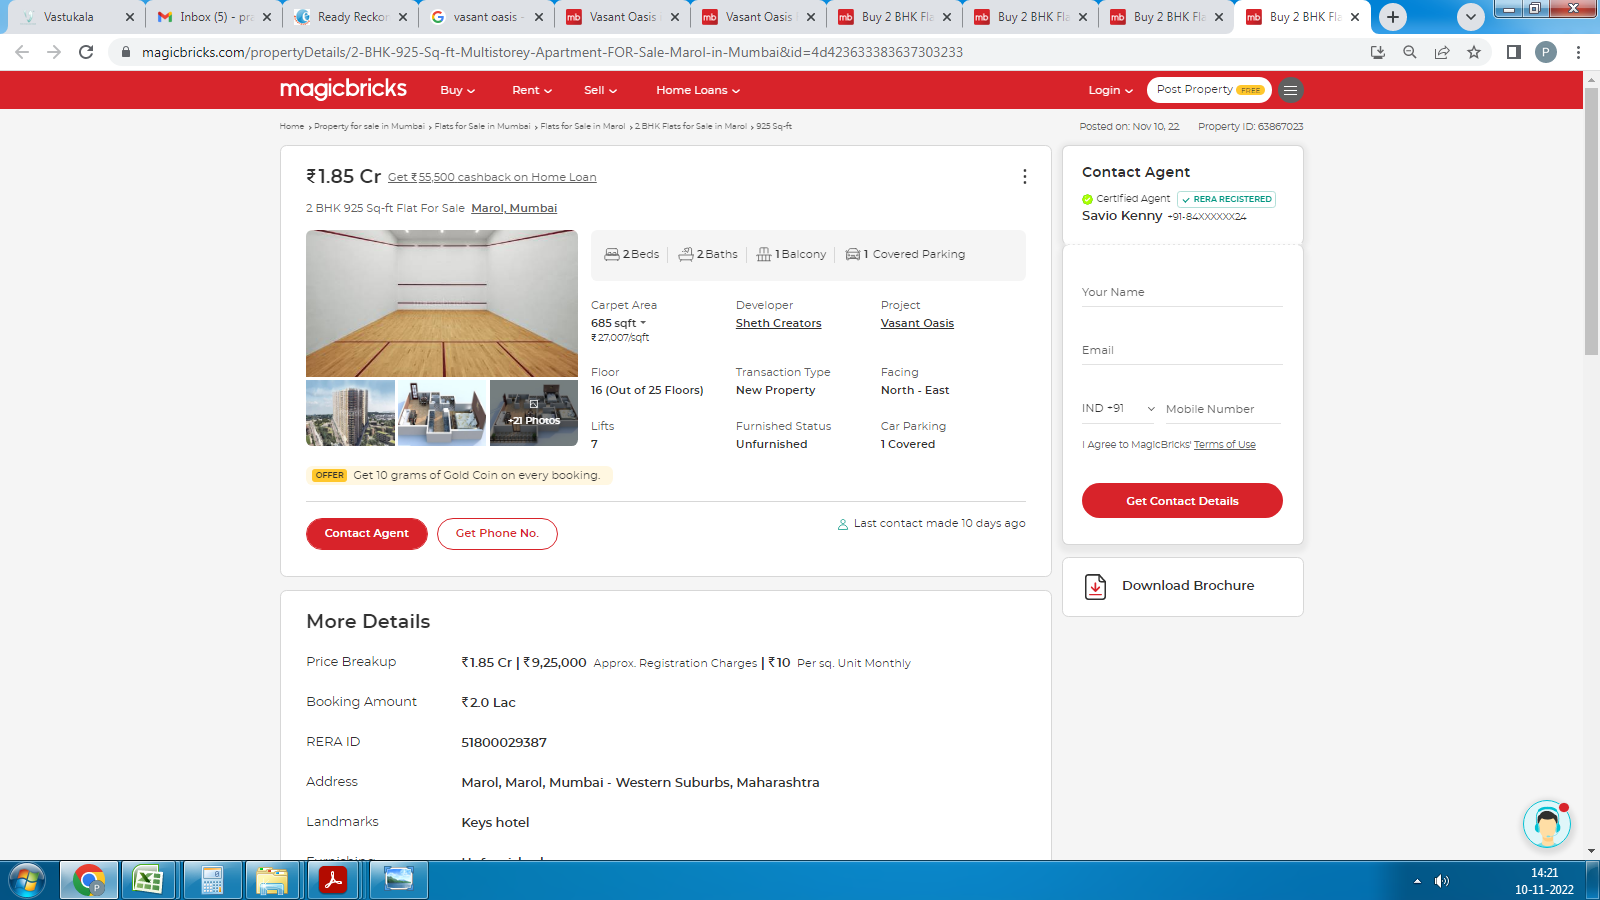 Vastukala
Inbox (5) - pra
Ready Reckon
vasant oasis -
Vasant Oasis
Vasant Oasis
Buy 2 BHK Fla
Buy 2 BHK Fla
Buy 2 BHK Fla
Buy 2 BHK Fla
magicbricks.com/propertyDetails/2-BHK-925-Sq-ft-Multistorey-Apartment-FOR-Sale-Marol-in-Mumbai&id=4d423633383637303233
P
magicbricks
Buy
Rent
Sell
Home Loans
Login
Post Property FREE
Home › Property for sale in Mumbai › Flats for Sale in Mumbai › Flats for Sale in Marol › 2 BHK Flats for Sale in Marol › 925 Sq-ft
Posted on: Nov 10, 22 Property ID: 63867023
₹1.85 Cr Get ₹55,500 cashback on Home Loan
2 BHK 925 Sq-ft Flat For Sale Marol, Mumbai
2 Beds
2 Baths
1 Balcony
1 Covered Parking
Carpet Area
685 sqft
₹27,007/sqft
Developer
Sheth Creators
Project
Vasant Oasis
Floor
16 (Out of 25 Floors)
Transaction Type
New Property
Facing
North - East
Lifts
7
Furnished Status
Unfurnished
Car Parking
1 Covered
+21 Photos
OFFER Get 10 grams of Gold Coin on every booking.
Contact Agent
Get Phone No.
Last contact made 10 days ago
More Details
Price Breakup ₹1.85 Cr | ₹9,25,000 Approx. Registration Charges | ₹10 Per sq. Unit Monthly
Booking Amount ₹2.0 Lac
RERA ID 51800029387
Address Marol, Marol, Mumbai - Western Suburbs, Maharashtra
Landmarks Keys hotel
Furnishing Unfurnished
Contact Agent
Certified Agent RERA REGISTERED
Savio Kenny +91-84XXXXXX24
Your Name
Email
IND +91 Mobile Number
I Agree to MagicBricks' Terms of Use
Get Contact Details
Download Brochure
P
14:21
10-11-2022